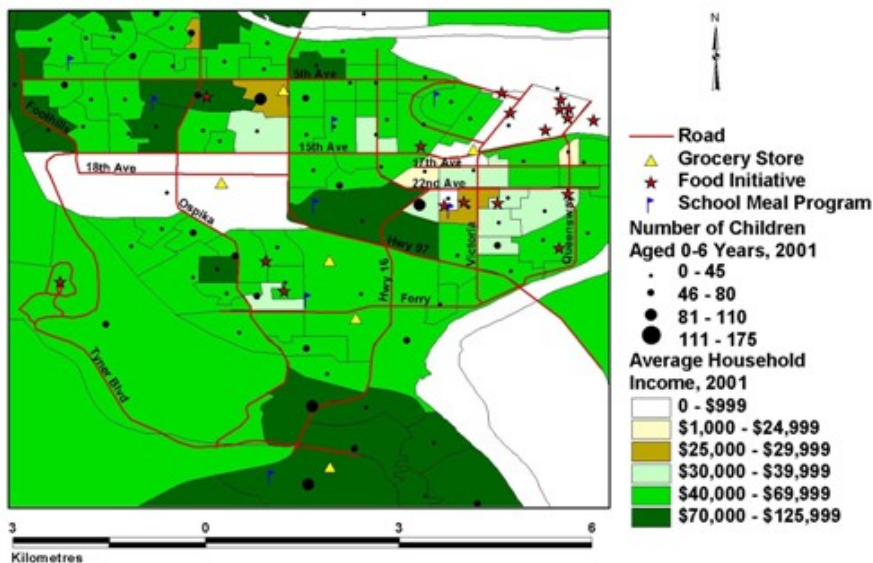 N
5th Ave
Foothills
15th Ave
17th Ave
18th Ave
22nd Ave
Ospika
Hwy 97
Victoria
Queensway
Hwy 16
Ferry
Tyner Blvd
Road
Grocery Store
Food Initiative
School Meal Program
Number of Children
Aged 0-6 Years, 2001
0 - 45
46 - 80
81 - 110
111 - 175
Average Household
Income, 2001
0 - $999
$1,000 - $24,999
$25,000 - $29,999
$30,000 - $39,999
$40,000 - $69,999
$70,000 - $125,999
3 0 3 6
Kilometres